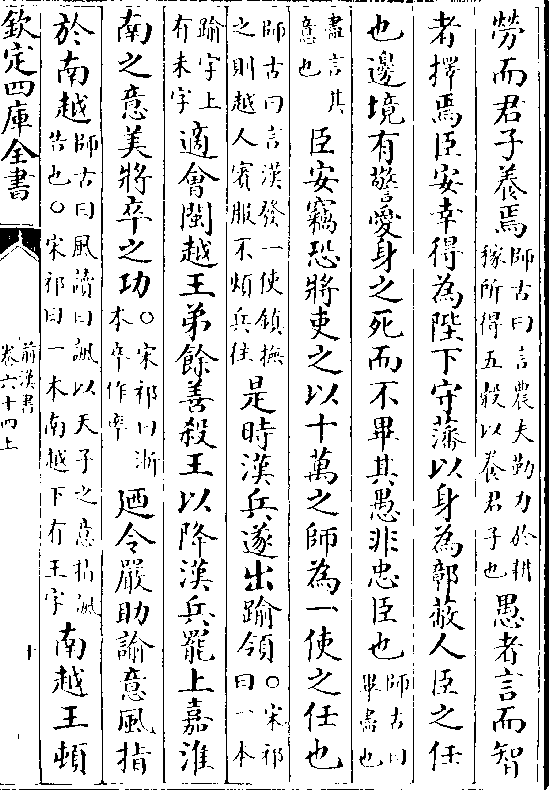 勞而君子養焉師古曰言農夫勤力於耕稼所得五穀以養君子也愚者言而智
者擇焉臣安幸得為陛下守藩以身為鄣蔽人臣之任
也邊境有警愛身之死而不畢其愚非忠臣也師古曰畢盡也
盡言其意也臣安竊恐將吏之以十萬之師為一使之任也
師古曰言漢發一使鎮撫之則越人賓服不煩兵往是時漢兵遂出踰領○宋祁曰一本
踰字上有未字適會閩越王弟餘善殺王以降漢兵罷上嘉淮
南之意美將卒之功○宋祁曰浙本卒作率廼令嚴助諭意風指
於南越師古曰風讀曰諷以天子之意指諷告也○宋祁曰一本南越下有王字南越王頓
欽定四庫全書
前漢書
卷六十四上
十